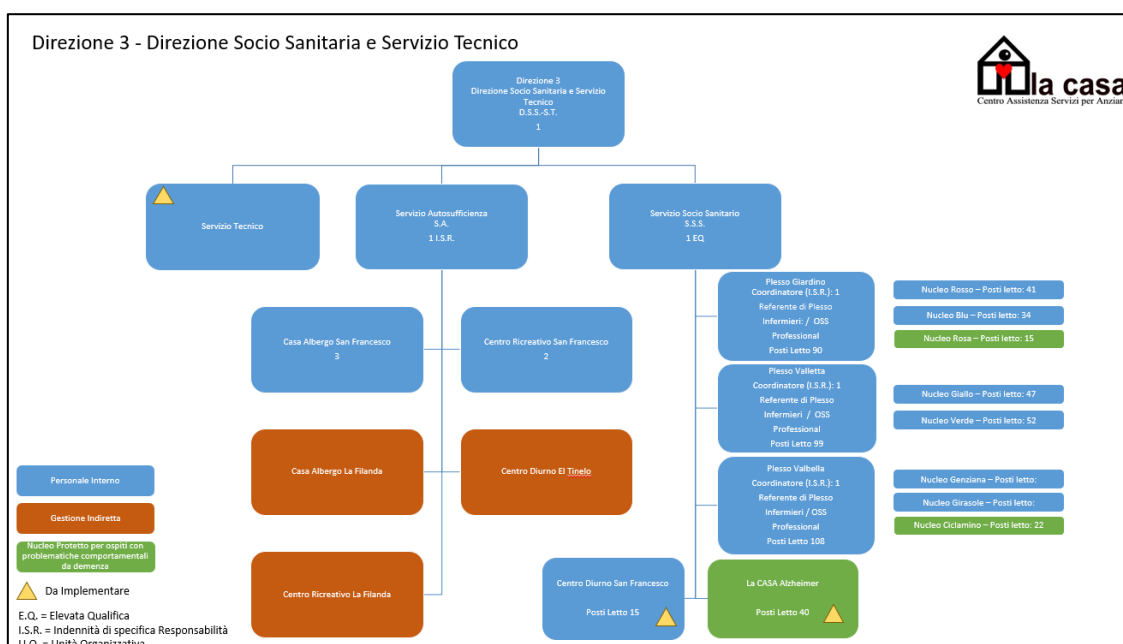 Direzione 3 - Direzione Socio Sanitaria e Servizio Tecnico
la casa
Centro Assistenza Servizi per Anzian
Direzione 3
Direzione Socio Sanitaria e Servizio
Tecnico
D.S.S.-S.T.
1
Servizio Tecnico
Servizio Autosufficienza
S.A.
1 I.S.R.
Servizio Socio Sanitario
S.S.S.
1 EQ
Casa Albergo San Francesco
3
Centro Ricreativo San Francesco
2
Casa Albergo La Filanda
Centro Diurno El Tinelo
Centro Ricreativo La Filanda
Plesso Giardino
Coordinatore (I.S.R.): 1
Referente di Plesso
Infermieri: / OSS
Professional
Posti Letto 90
Nucleo Rosso – Posti letto: 41
Nucleo Blu – Posti letto: 34
Nucleo Rosa – Posti letto: 15
Plesso Valletta
Coordinatore (I.S.R.): 1
Referente di Plesso
Infermieri / OSS
Professional
Posti Letto 99
Nucleo Giallo – Posti letto: 47
Nucleo Verde – Posti letto: 52
Plesso Valbella
Coordinatore (I.S.R.): 1
Referente di Plesso
Infermieri / OSS
Professional
Posti Letto 108
Nucleo Genziana – Posti letto:
Nucleo Girasole – Posti letto:
Nucleo Ciclamino – Posti letto: 22
Centro Diurno San Francesco
Posti Letto 15
La CASA Alzheimer
Posti Letto 40
Personale Interno
Gestione Indiretta
Nucleo Protetto per ospiti con
problematiche comportamentali
da demenza
Da Implementare
E.Q. = Elevata Qualifica
I.S.R. = Indennità di specifica Responsabilità
U.O. = Unità Organizzativa